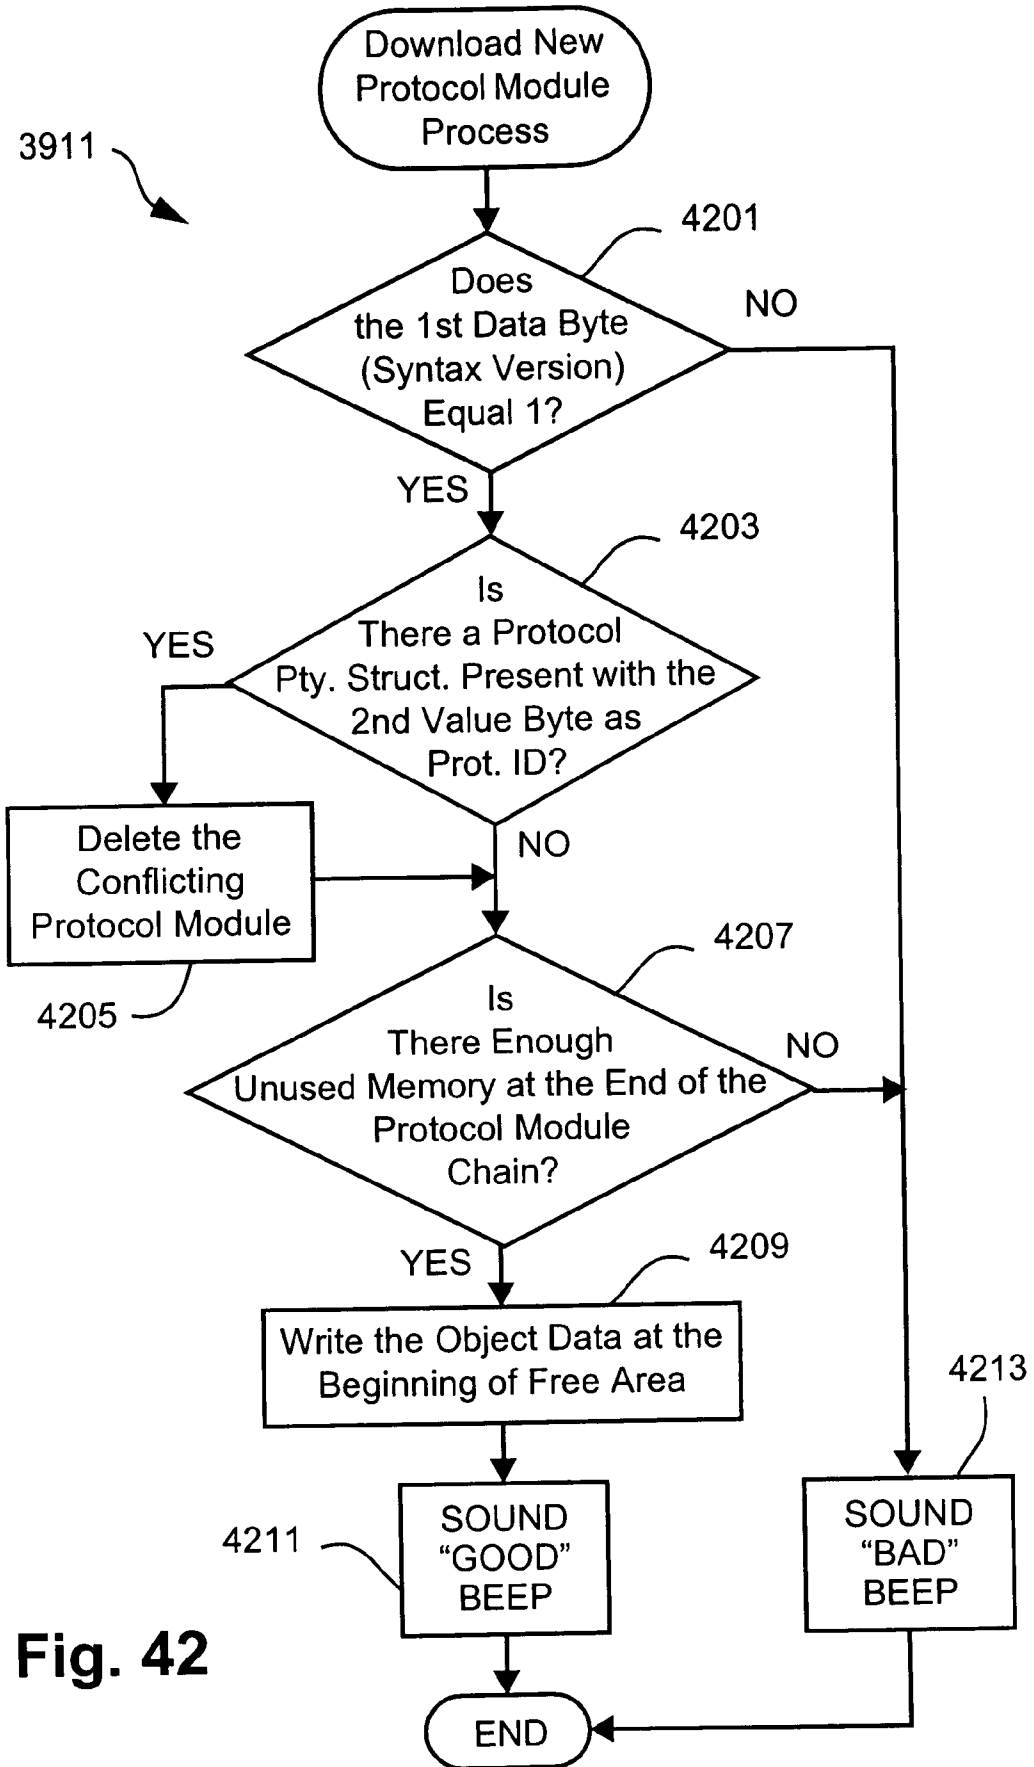 Download New
Protocol Module
Process
3911
4201
Does
the 1st Data Byte
(Syntax Version)
Equal 1?
NO
YES
4203
Is
There a Protocol
Pty. Struct. Present with the
2nd Value Byte as
Prot. ID?
YES
NO
Delete the
Conflicting
Protocol Module
4205
4207
Is
There Enough
Unused Memory at the End of the
Protocol Module
Chain?
NO
YES
4209
Write the Object Data at the
Beginning of Free Area
4213
4211
SOUND
“GOOD”
BEEP
SOUND
“BAD”
BEEP
Fig. 42
END